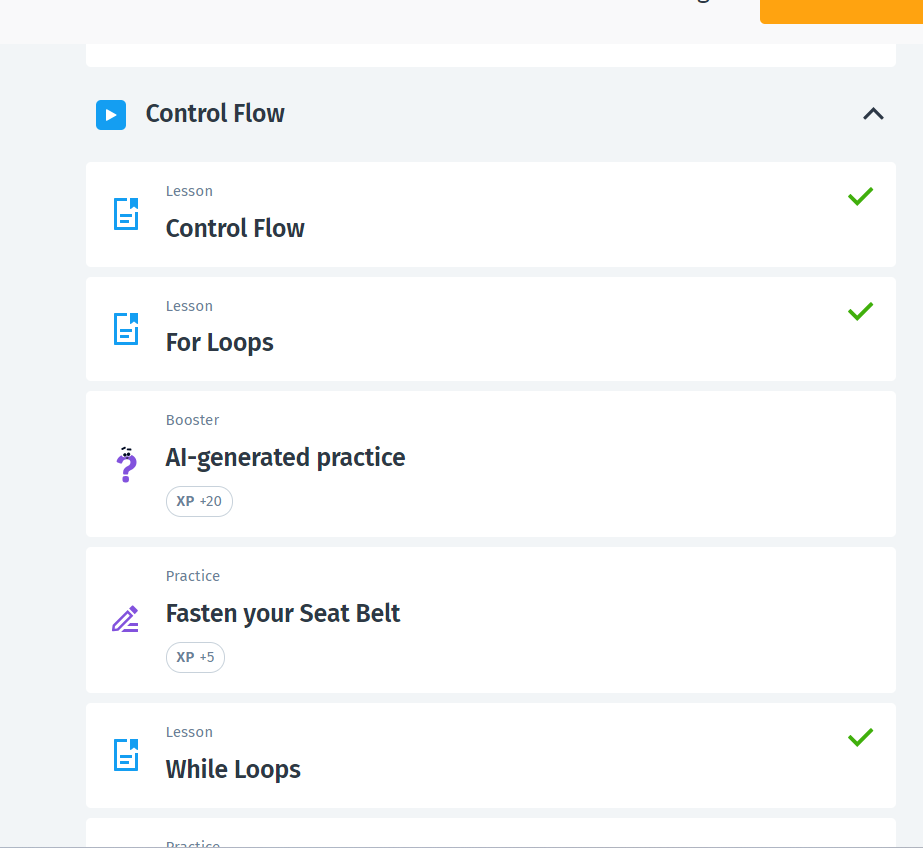 Control Flow
Lesson
Control Flow
Lesson
For Loops
Booster
AI-generated practice
XP +20
Practice
Fasten your Seat Belt
XP +5
Lesson
While Loops
Practice